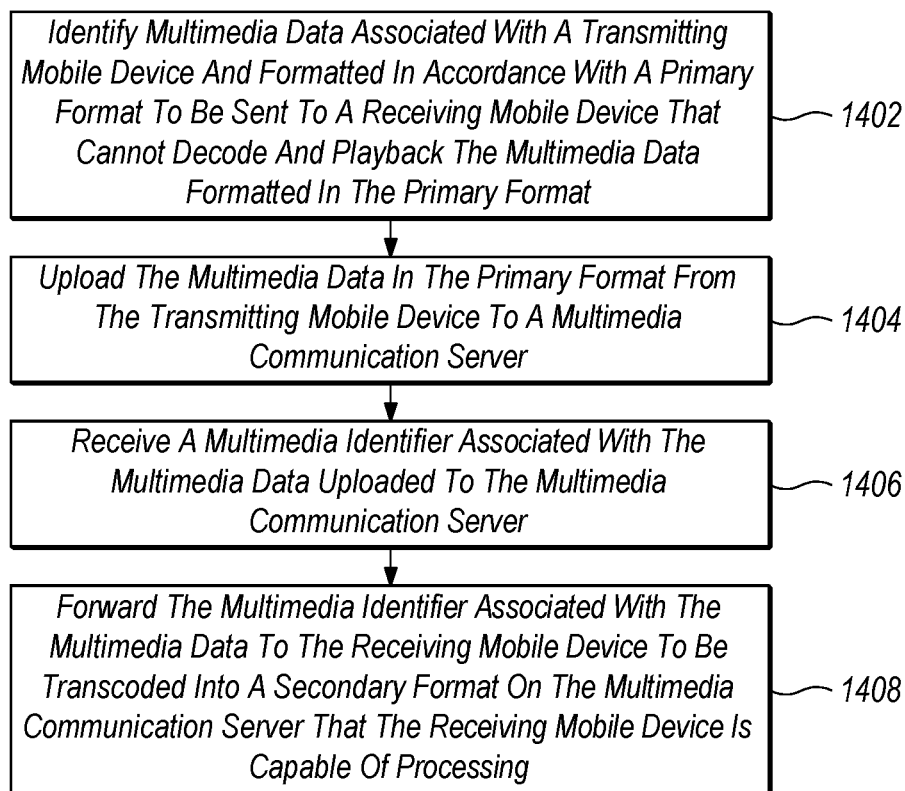 Identify Multimedia Data Associated With A Transmitting
Mobile Device And Formatted In Accordance With A Primary
Format To Be Sent To A Receiving Mobile Device That
Cannot Decode And Playback The Multimedia Data
Formatted In The Primary Format
1402
Upload The Multimedia Data In The Primary Format From
The Transmitting Mobile Device To A Multimedia
Communication Server
1404
Receive A Multimedia Identifier Associated With The
Multimedia Data Uploaded To The Multimedia
Communication Server
1406
Forward The Multimedia Identifier Associated With The
Multimedia Data To The Receiving Mobile Device To Be
Transcoded Into A Secondary Format On The Multimedia
Communication Server That The Receiving Mobile Device Is
Capable Of Processing
1408